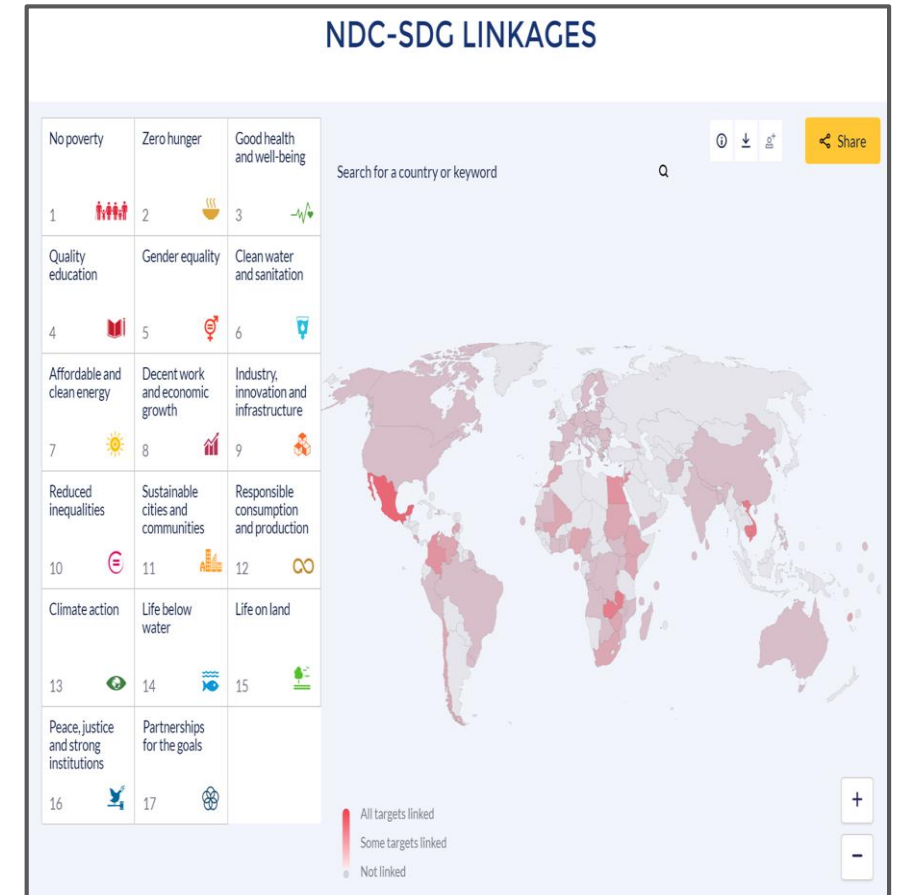 NDC-SDG LINKAGES
No poverty
1
Zero hunger
2
Good health
and well-being
3
Quality
education
4
Gender equality
5
Clean water
and sanitation
6
Affordable and
clean energy
7
Decent work
and economic
growth
8
Industry,
innovation and
infrastructure
9
Reduced
inequalities
10
Sustainable
cities and
communities
11
Responsible
consumption
and production
12
Climate action
13
Life below
water
14
Life on land
15
Peace, justice
and strong
institutions
16
Partnerships
for the goals
17
Search for a country or keyword
Share
All targets linked
Some targets linked
Not linked
+
−